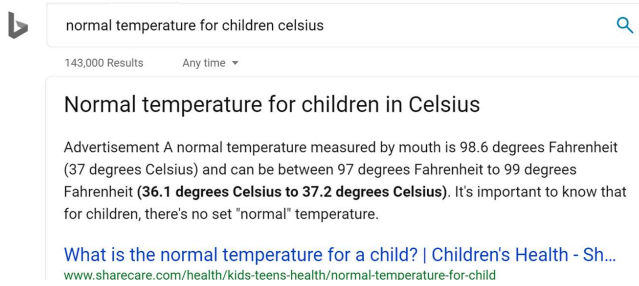 normal temperature for children celsius
143,000 Results Any time
Normal temperature for children in Celsius
Advertisement A normal temperature measured by mouth is 98.6 degrees Fahrenheit
(37 degrees Celsius) and can be between 97 degrees Fahrenheit to 99 degrees
Fahrenheit (36.1 degrees Celsius to 37.2 degrees Celsius). It's important to know that
for children, there's no set "normal" temperature.
What is the normal temperature for a child? | Children's Health - Sh...
www.sharecare.com/health/kids-teens-health/normal-temperature-for-child